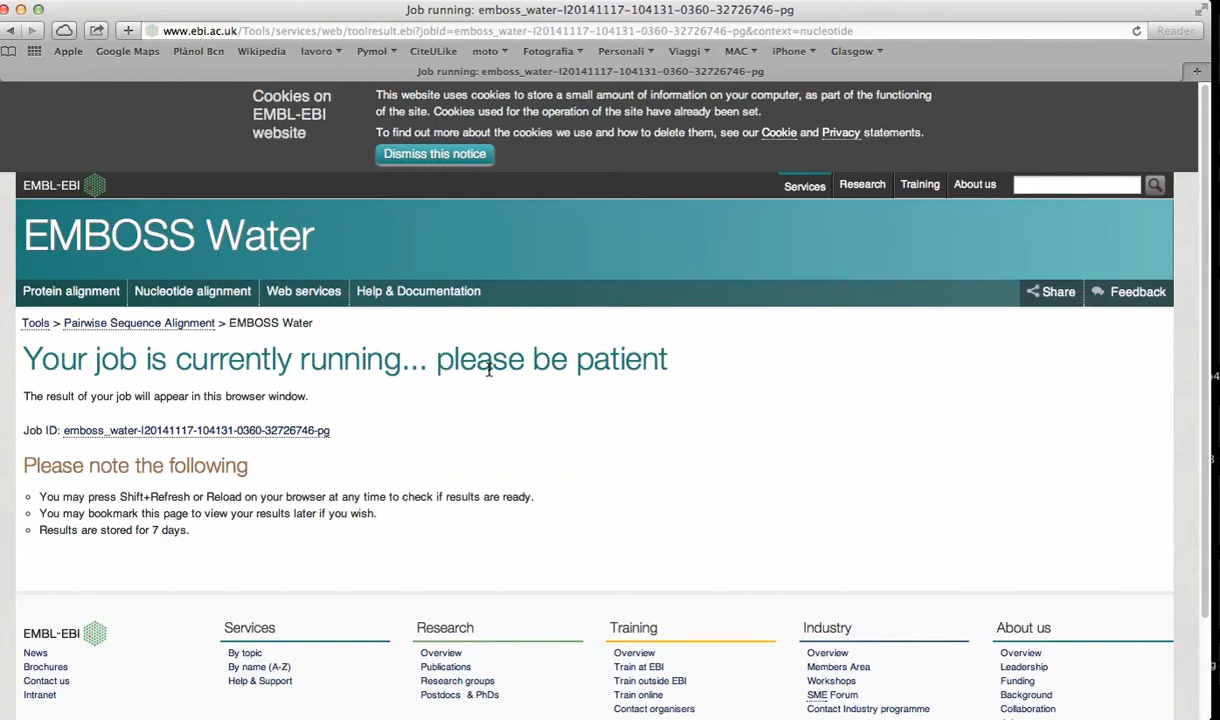 Job running: emboss_water-I20141117-104131-0360-32726746-pg
www.ebi.ac.uk/Tools/services/web/toolresult.ebi?jobid=emboss_water-I20141117-104131-0360-32726746-pg&context=nucleotide
Reader
Apple Google Maps Plànol Bcn Wikipedia lavoro Pymol CiteULike moto Fotografia Personali Viaggi MAC iPhone Glasgow
Job running: emboss_water-I20141117-104131-0360-32726746-pg
Cookies on
EMBL-EBI
website
This website uses cookies to store a small amount of information on your computer, as part of the functioning
of the site. Cookies used for the operation of the site have already been set.
To find out more about the cookies we use and how to delete them, see our Cookie and Privacy statements.
Dismiss this notice
EMBL-EBI
Services Research Training About us
EMBOSS Water
Protein alignment Nucleotide alignment Web services Help & Documentation
Share Feedback
Tools > Pairwise Sequence Alignment > EMBOSS Water
Your job is currently running... please be patient
The result of your job will appear in this browser window.
Job ID: emboss_water-I20141117-104131-0360-32726746-pg
Please note the following
You may press Shift+Refresh or Reload on your browser at any time to check if results are ready.
You may bookmark this page to view your results later if you wish.
Results are stored for 7 days.
EMBL-EBI
News
Brochures
Contact us
Intranet
Services
By topic
By name (A-Z)
Help & Support
Research
Overview
Publications
Research groups
Postdocs & PhDs
Training
Overview
Train at EBI
Train outside EBI
Train online
Contact organisers
Industry
Overview
Members Area
Workshops
SME Forum
Contact Industry programme
About us
Overview
Leadership
Funding
Background
Collaboration